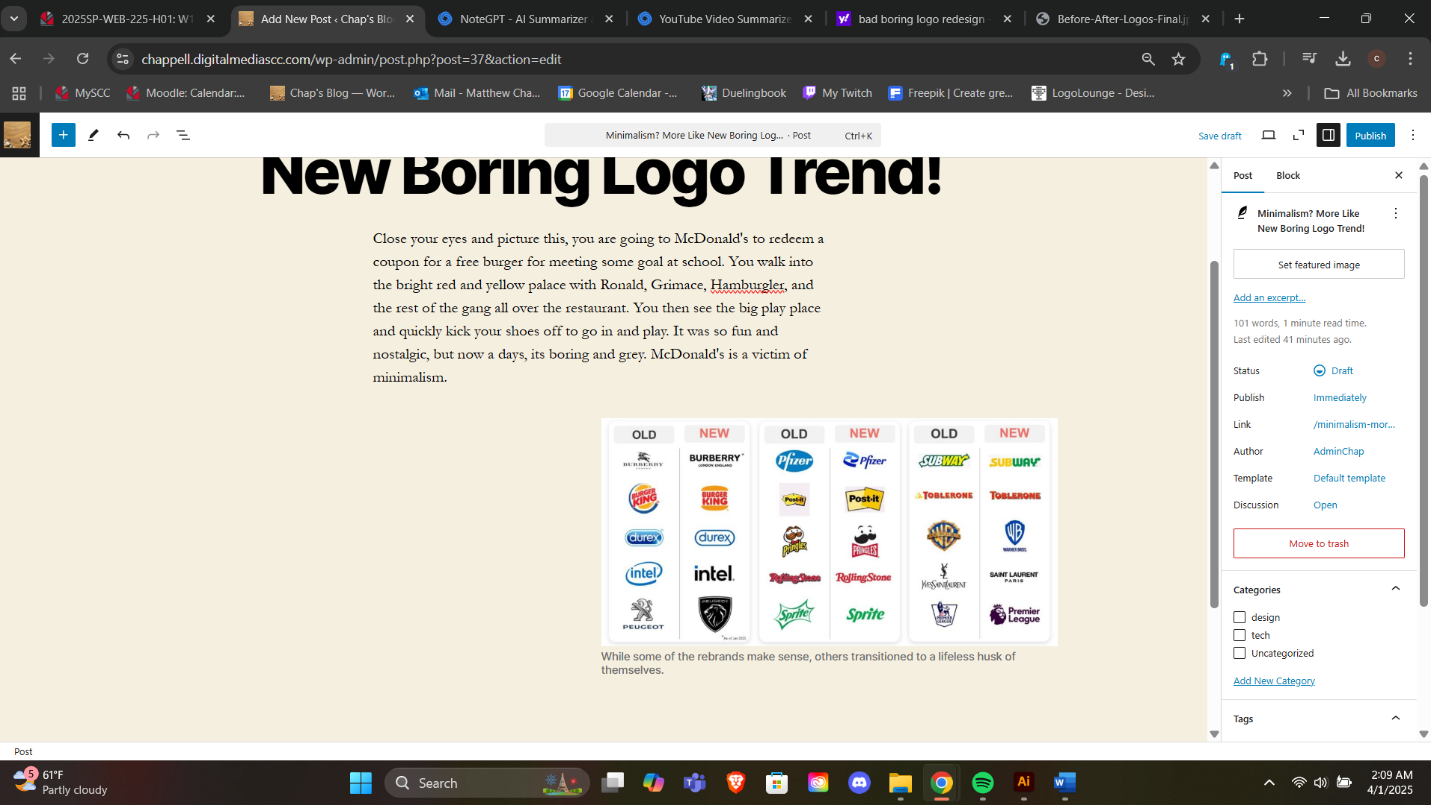 2025SP-WEB-225-H01: W1
Add New Post ‹ Chap's Blo
NoteGPT - AI Summarizer
YouTube Video Summarize
bad boring logo redesign
Before-After-Logos-Final.j
chappell.digitalmediascc.com/wp-admin/post.php?post=37&action=edit
1
c
MySCC
Moodle: Calendar:...
Chap's Blog — Wor...
Mail - Matthew Cha...
Google Calendar -...
Duelingbook
My Twitch
Freepik | Create gre...
LogoLounge - Desi...
»
All Bookmarks
Minimalism? More Like New Boring Log... · Post
Ctrl+K
Save draft
Publish
New Boring Logo Trend!
Close your eyes and picture this, you are going to McDonald's to redeem a
coupon for a free burger for meeting some goal at school. You walk into
the bright red and yellow palace with Ronald, Grimace, Hamburgler, and
the rest of the gang all over the restaurant. You then see the big play place
and quickly kick your shoes off to go in and play. It was so fun and
nostalgic, but now a days, its boring and grey. McDonald's is a victim of
minimalism.
OLD NEW OLD NEW OLD NEW
BURBERRY BURBERRY Pfizer Pfizer SUBWAY SUBWAY
LONDON ENGLAND
BURGER KING BURGER KING Post-it Post-it TOBLERONE TOBLERONE
durex durex PRINGLES PRINGLES WB WB
WARNER BROS.
intel intel. RollingStone RollingStone YVES SAINT LAURENT SAINT LAURENT
PARIS
PEUGEOT PEUGEOT Sprite Sprite Premier League
While some of the rebrands make sense, others transitioned to a lifeless husk of
themselves.
Post
Block
Minimalism? More Like
New Boring Logo Trend!
Set featured image
Add an excerpt...
101 words, 1 minute read time.
Last edited 41 minutes ago.
Status Draft
Publish Immediately
Link /minimalism-mor...
Author AdminChap
Template Default template
Discussion Open
Move to trash
Categories
design
tech
Uncategorized
Add New Category
Tags
Post
5
61°F
Partly cloudy
Search
2:09 AM
4/1/2025